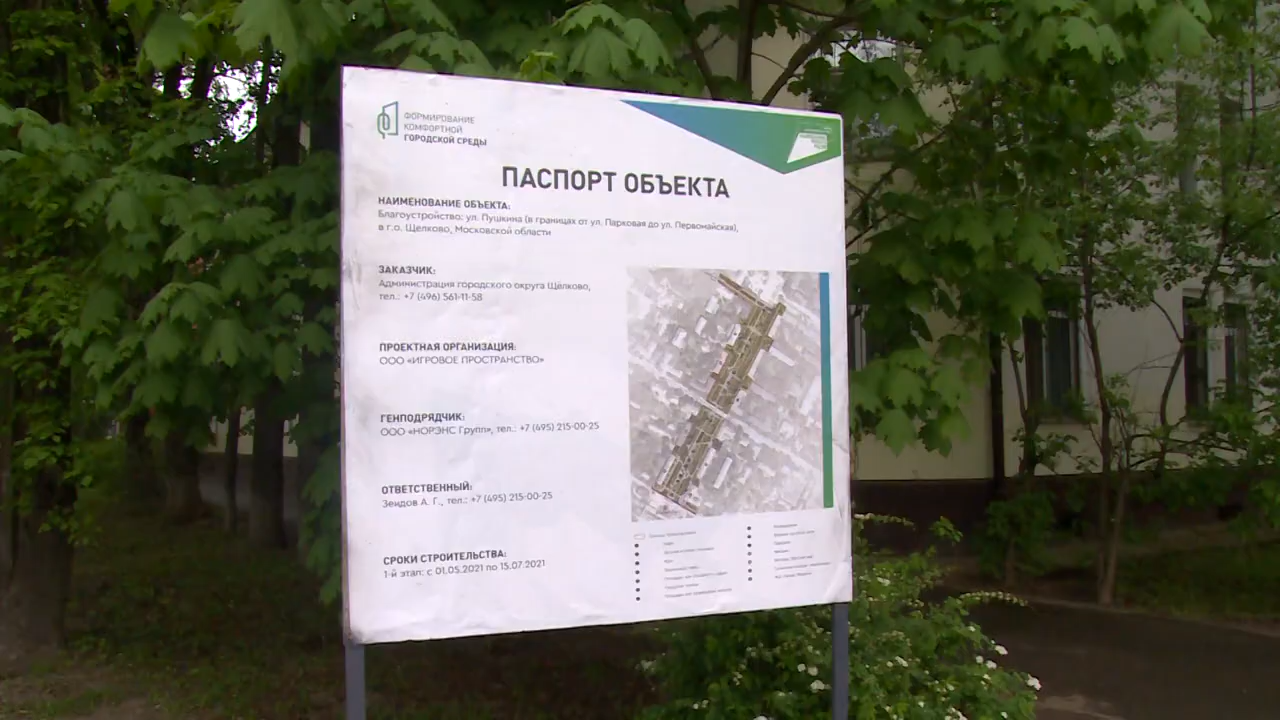 ФОРМИРОВАНИЕ
КОМФОРТНОЙ
ГОРОДСКОЙ СРЕДЫ
ПАСПОРТ ОБЪЕКТА
НАИМЕНОВАНИЕ ОБЪЕКТА:
Благоустройство: ул. Пушкина (в границах от ул. Парковая до ул. Первомайская),
в г.о. Щелково, Московской области
ЗАКАЗЧИК:
Администрация городского округа Щёлково,
тел.: +7 (496) 561-11-58
ПРОЕКТНАЯ ОРГАНИЗАЦИЯ:
ООО «ИГРОВОЕ ПРОСТРАНСТВО»
ГЕНПОДРЯДЧИК:
ООО «НОРЭНС Групп», тел.: +7 (495) 215-00-25
ОТВЕТСТВЕННЫЙ:
Зеидов А. Г., тел.: +7 (495) 215-00-25
СРОКИ СТРОИТЕЛЬСТВА:
1-й этап: с 01.05.2021 по 15.07.2021